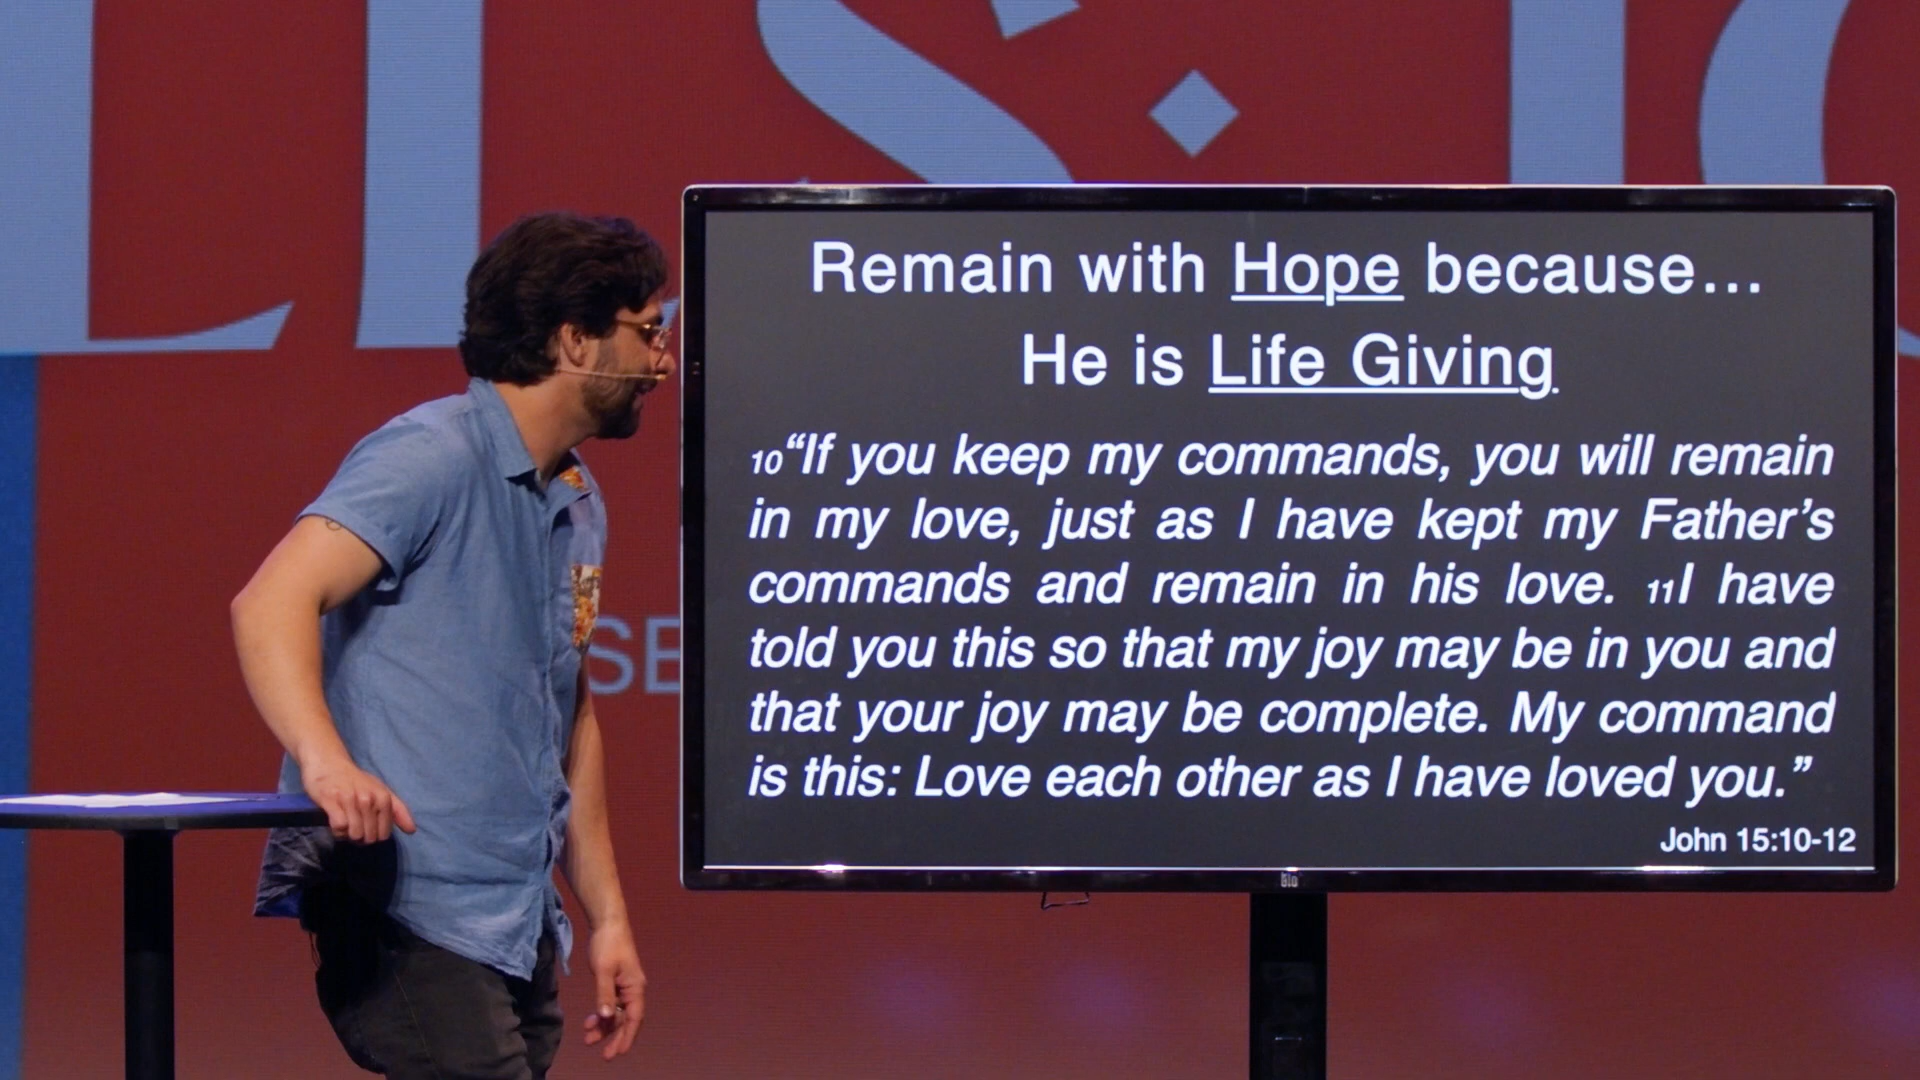 Remain with Hope because...
He is Life Giving
10"If you keep my commands, you will remain
in my love, just as I have kept my Father's
commands and remain in his love. 11I have
told you this so that my joy may be in you and
that your joy may be complete. My command
is this: Love each other as I have loved you."
John 15:10-12
elo